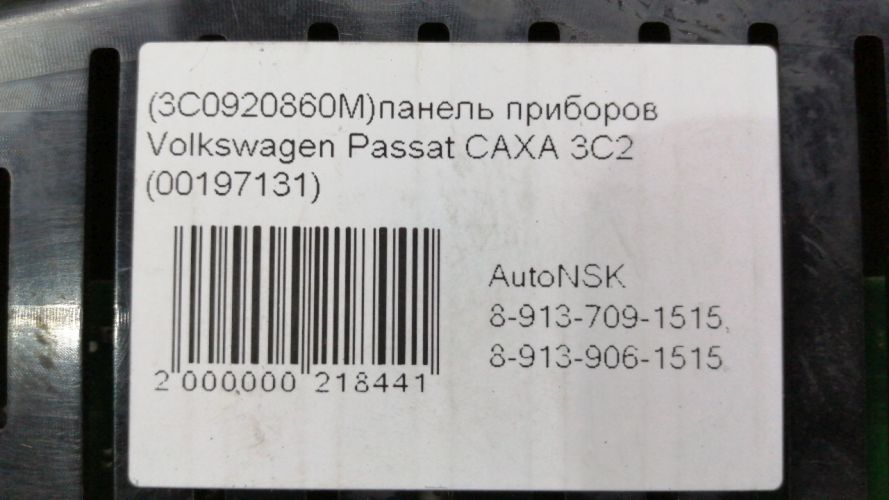 (3C0920860M)панель приборов
Volkswagen Passat CAXA 3C2
(00197131)
AutoNSK
8-913-709-1515,
8-913-906-1515
2 000000 218441